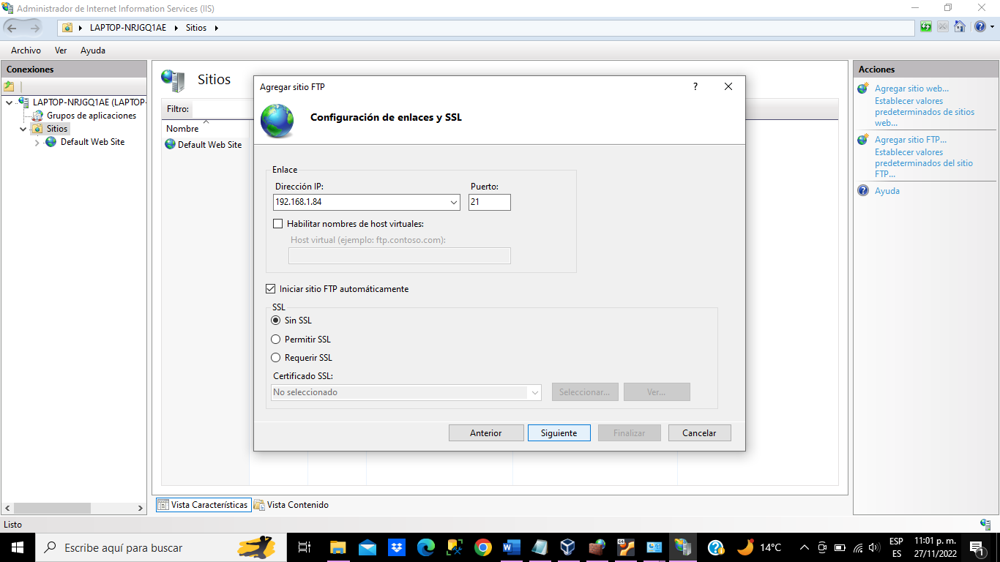 Administrador de Internet Information Services (IIS)
LAPTOP-NRJGQ1AE
Sitios
Archivo Ver Ayuda
Conexiones
LAPTOP-NRJGQ1AE (LAPTOP-
Grupos de aplicaciones
Sitios
Default Web Site
Sitios
Filtro:
Nombre
Default Web Site
Agregar sitio FTP
?
Configuración de enlaces y SSL
Enlace
Dirección IP: Puerto:
192.168.1.84 21
Habilitar nombres de host virtuales:
Host virtual (ejemplo: ftp.contoso.com):
Iniciar sitio FTP automáticamente
SSL
Sin SSL
Permitir SSL
Requerir SSL
Certificado SSL:
No seleccionado Seleccionar... Ver...
Anterior Siguiente Finalizar Cancelar
Acciones
Agregar sitio web...
Establecer valores
predeterminados de sitios
web...
Agregar sitio FTP...
Establecer valores
predeterminados del sitio
FTP...
Ayuda
Vista Características Vista Contenido
Listo
Escribe aquí para buscar
14°C
ESP
ES
11:01 p. m.
27/11/2022
1